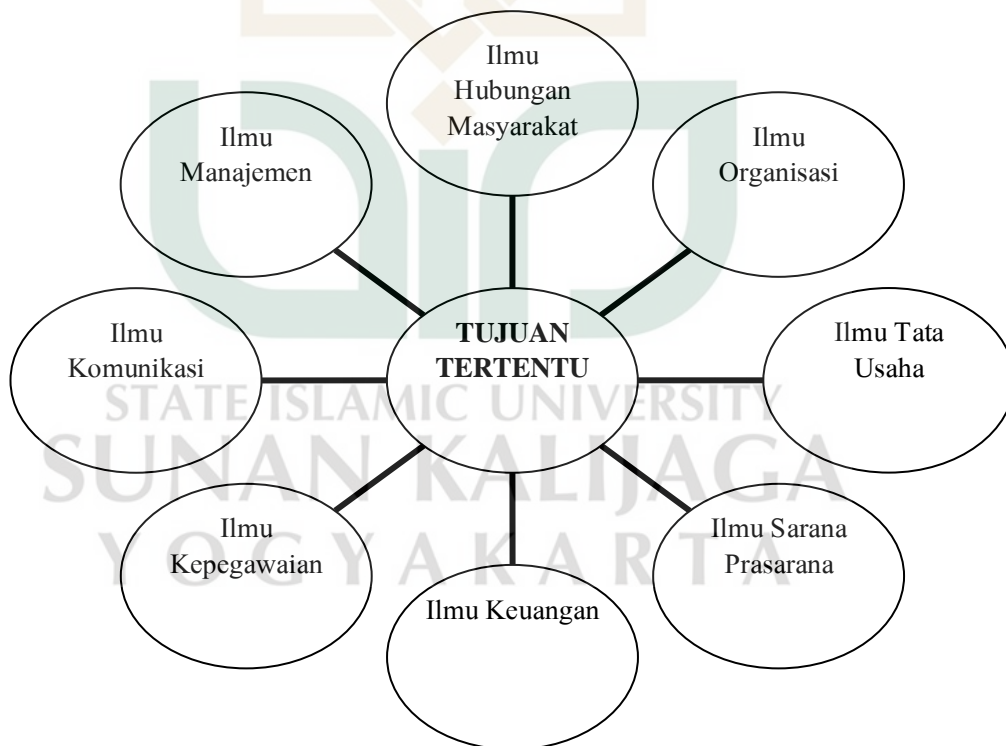 Ilmu
Hubungan
Masyarakat
Ilmu
Manajemen
Ilmu
Organisasi
Ilmu
Komunikasi
TUJUAN
TERTENTU
Ilmu Tata
Usaha
Ilmu
Kepegawaian
Ilmu Sarana
Prasarana
Ilmu Keuangan
STATE ISLAMIC UNIVERSITY
SUNAN KALIJAGA
YOGYAKARTA